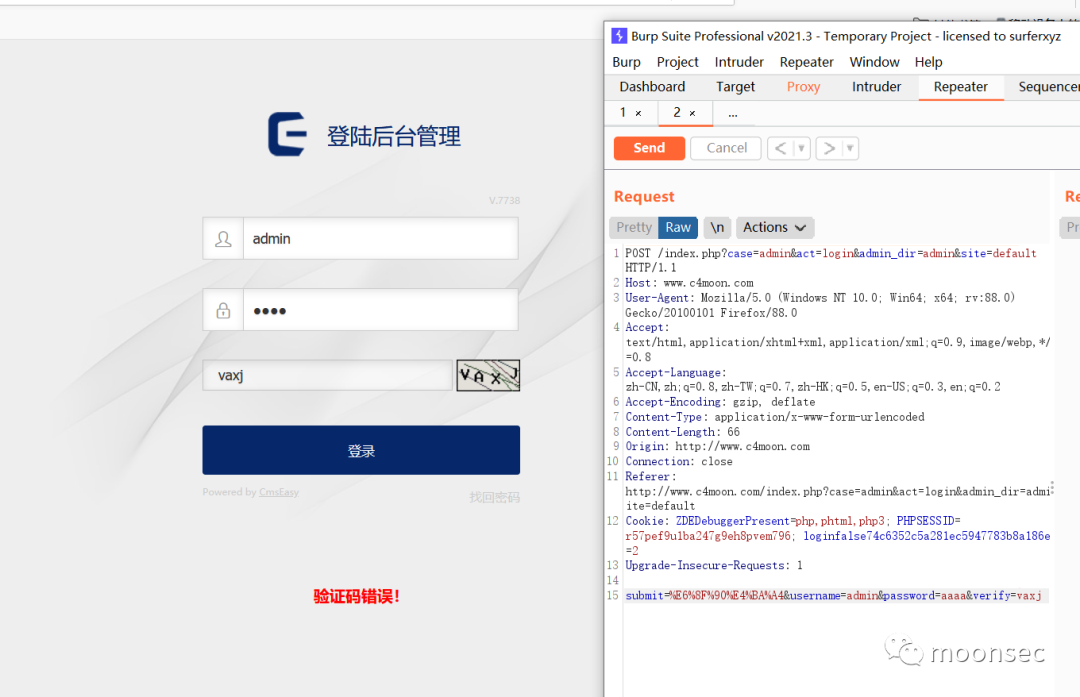 登陆后台管理
V.7738
admin
vaxj
VAXJ
登录
Powered by CmsEasy
找回密码
验证码错误!
Burp Suite Professional v2021.3 - Temporary Project - licensed to surferxyz
Burp Project Intruder Repeater Window Help
Dashboard Target Proxy Intruder Repeater Sequencer
1 × 2 × ...
Send Cancel < ▼ > ▼
Request
Pretty Raw \n Actions
1 POST /index.php?case=admin&act=login&admin_dir=admin&site=default
HTTP/1.1
2 Host: www.c4moon.com
3 User-Agent: Mozilla/5.0 (Windows NT 10.0; Win64; x64; rv:88.0)
Gecko/20100101 Firefox/88.0
4 Accept:
text/html,application/xhtml+xml,application/xml;q=0.9,image/webp,*/
=0.8
5 Accept-Language:
zh-CN,zh;q=0.8,zh-TW;q=0.7,zh-HK;q=0.5,en-US;q=0.3,en;q=0.2
6 Accept-Encoding: gzip, deflate
7 Content-Type: application/x-www-form-urlencoded
8 Content-Length: 66
9 Origin: http://www.c4moon.com
10 Connection: close
11 Referer:
http://www.c4moon.com/index.php?case=admin&act=login&admin_dir=admi
ite=default
12 Cookie: ZDEDebuggerPresent=php,phtml,php3; PHPSESSID=
r57pef9u1ba247g9eh8pvem796; loginfalse74c6352c5a281ec5947783b8a186e
=2
13 Upgrade-Insecure-Requests: 1
14
15 submit=%E6%8F%90%E4%BA%A4&username=admin&password=aaaa&verify=vaxj
Re
Pr
moonsec